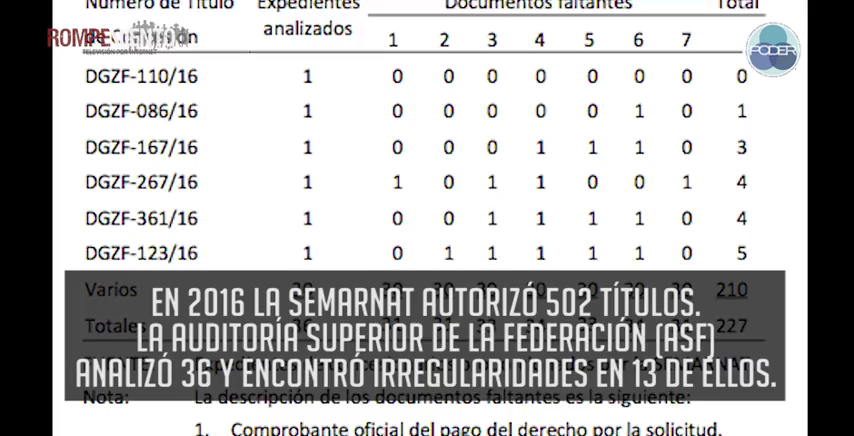 Número de Título Expedientes Documentos faltantes Total
ROMPEVIENTO
TELEVISIÓN POR INTERNET
analizados 1 2 3 4 5 6 7
PODER
DGZF-110/16 1 0 0 0 0 0 0 0 0
DGZF-086/16 1 0 0 0 0 0 1 0 1
DGZF-167/16 1 0 0 0 1 1 1 0 3
DGZF-267/16 1 1 0 1 1 0 0 1 4
DGZF-361/16 1 0 0 1 1 1 1 0 4
DGZF-123/16 1 0 1 1 1 1 1 0 5
Varios 210
EN 2016 LA SEMARNAT AUTORIZÓ 502 TÍTULOS.
Totales 227
LA AUDITORÍA SUPERIOR DE LA FEDERACIÓN (ASF)
ANALIZÓ 36 Y ENCONTRÓ IRREGULARIDADES EN 13 DE ELLOS.
Nota: La descripción de los documentos faltantes es la siguiente:
1. Comprobante oficial del pago del derecho por la solicitud.